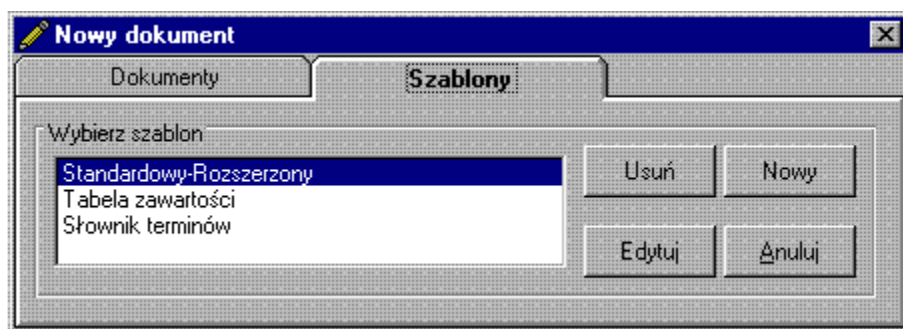 Nowy dokument
Dokumenty
Szablony
Wybierz szablon
Standardowy-Rozszerzony
Tabela zawartości
Słownik terminów
Usuń
Nowy
Edytuj
Anuluj